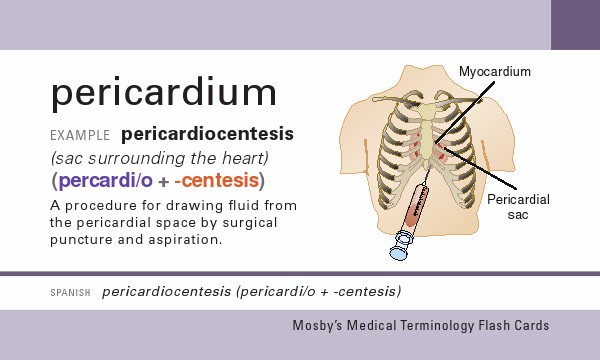 pericardium
EXAMPLE pericardiocentesis
(sac surrounding the heart)
(percardi/o + -centesis)
A procedure for drawing fluid from
the pericardial space by surgical
puncture and aspiration.
Myocardium
Pericardial
sac
SPANISH pericardiocentesis (pericardi/o + -centesis)
Mosby's Medical Terminology Flash Cards